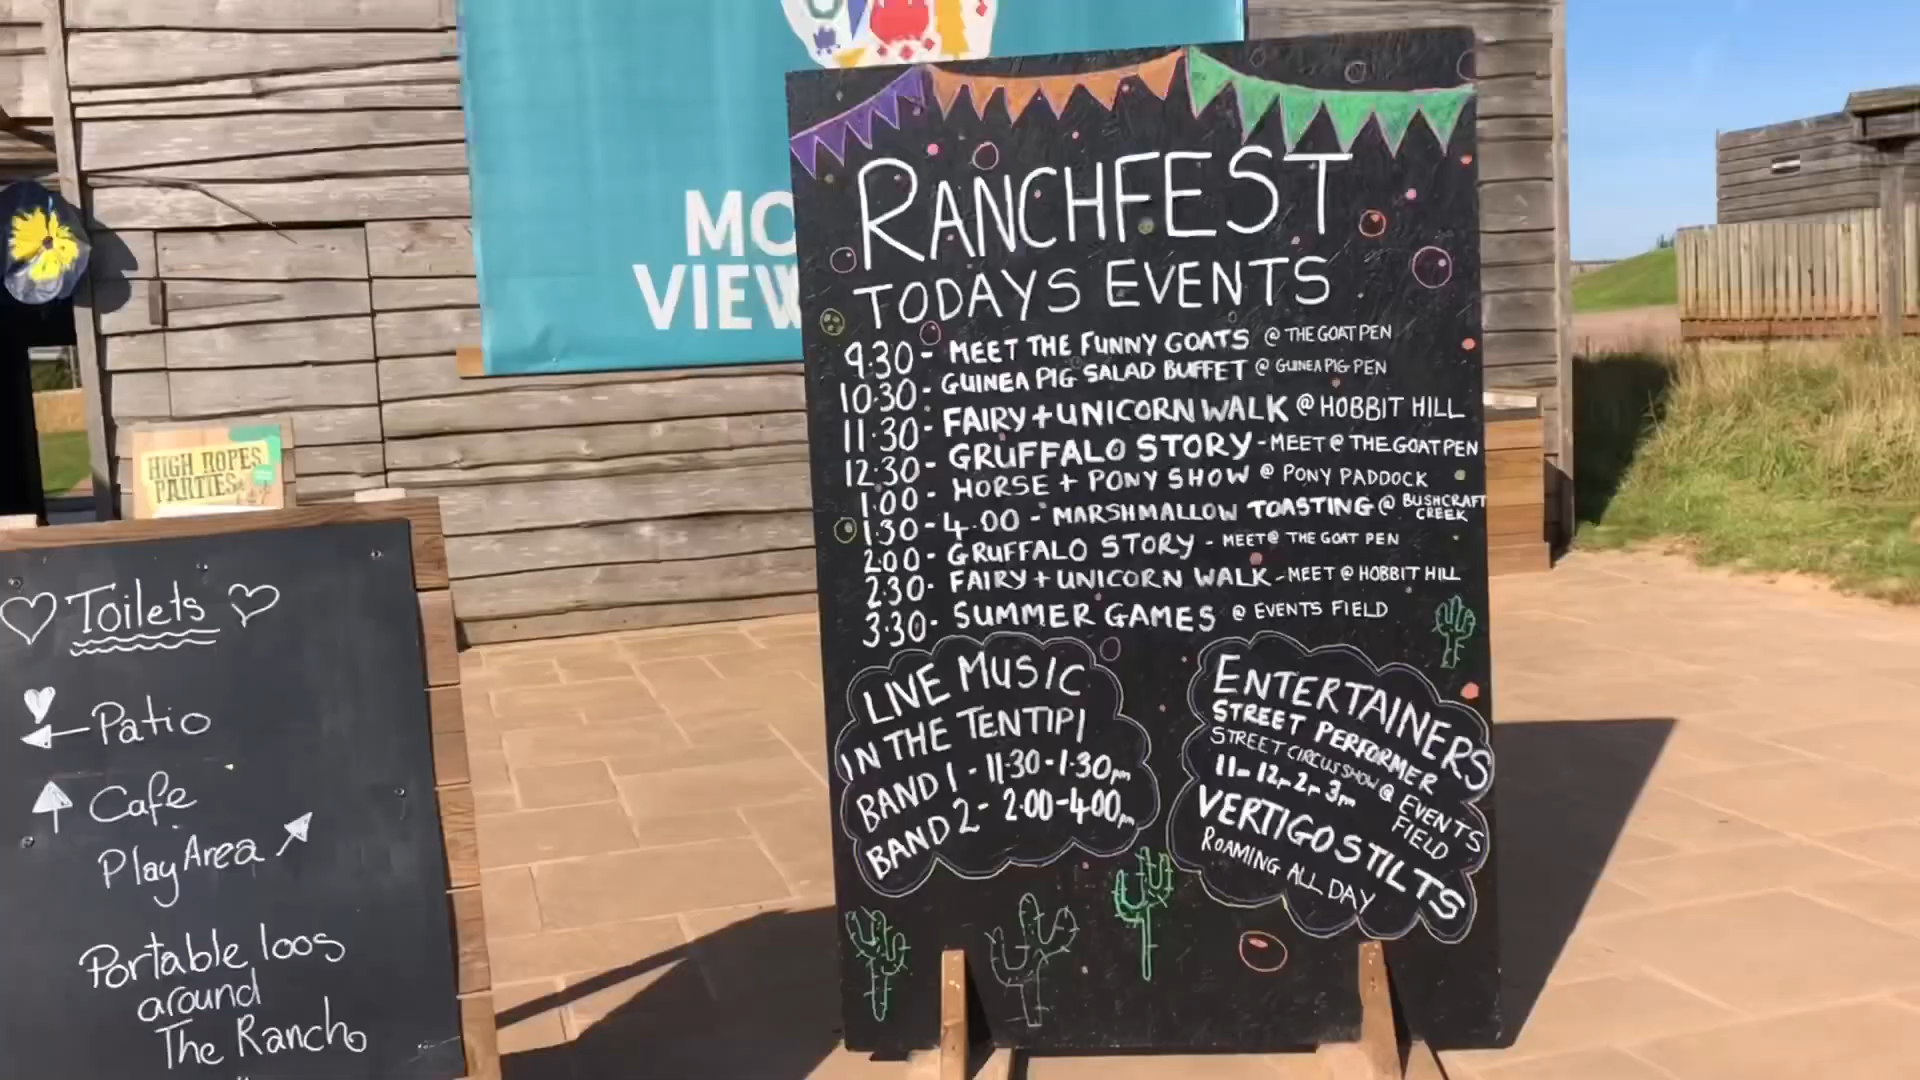 MO
VIEW
HIGH ROPES
PARTIES
Toilets
Patio
Cafe
Play Area
Portable loos
around
The Ranch
RANCHFEST
TODAYS EVENTS
9.30 - MEET THE FUNNY GOATS @ THE GOAT PEN
10.30 - GUINEA PIG SALAD BUFFET @ GUINEA PIG PEN
11.30 - FAIRY + UNICORN WALK @ HOBBIT HILL
12.30 - GRUFFALO STORY - MEET @ THE GOAT PEN
1.00 - HORSE + PONY SHOW @ PONY PADDOCK
1.30 - 4.00 - MARSHMALLOW TOASTING @ BUSHCRAFT CREEK
2.00 - GRUFFALO STORY - MEET @ THE GOAT PEN
2.30 - FAIRY + UNICORN WALK - MEET @ HOBBIT HILL
3.30 - SUMMER GAMES @ EVENTS FIELD
LIVE MUSIC
IN THE TENTIPI
BAND 1 - 11.30 - 1.30pm
BAND 2 - 2.00 - 4.00pm
ENTERTAINERS
STREET PERFORMER
STREET CIRCUS SHOW @ EVENTS FIELD
11- 12- 2- 3pm
VERTIGO STILTS
ROAMING ALL DAY